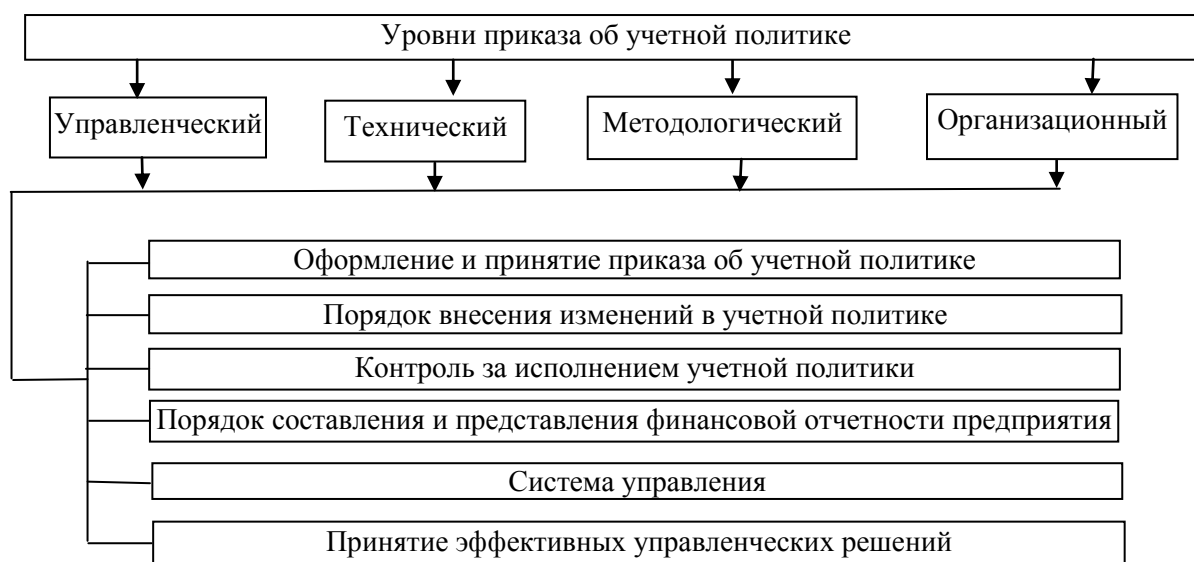 Уровни приказа об учетной политике
Управленческий
Технический
Методологический
Организационный
Оформление и принятие приказа об учетной политике
Порядок внесения изменений в учетной политике
Контроль за исполнением учетной политики
Порядок составления и представления финансовой отчетности предприятия
Система управления
Принятие эффективных управленческих решений